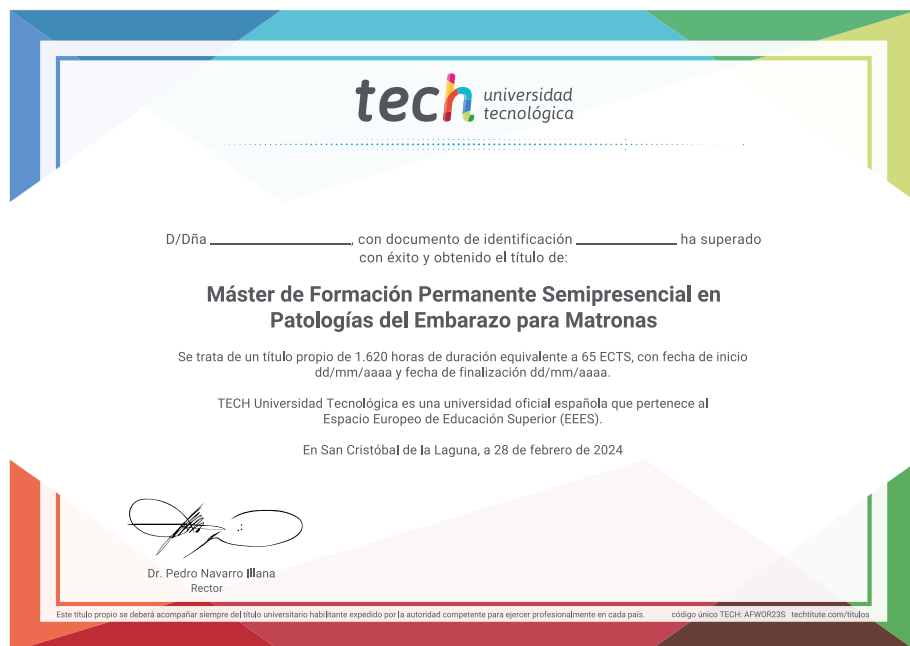 tech universidad
tecnológica
D/Dña ____________________, con documento de identificación ______________ ha superado
con éxito y obtenido el título de:
Máster de Formación Permanente Semipresencial en
Patologías del Embarazo para Matronas
Se trata de un título propio de 1.620 horas de duración equivalente a 65 ECTS, con fecha de inicio
dd/mm/aaaa y fecha de finalización dd/mm/aaaa.
TECH Universidad Tecnológica es una universidad oficial española que pertenece al
Espacio Europeo de Educación Superior (EEES).
En San Cristóbal de la Laguna, a 28 de febrero de 2024
Dr. Pedro Navarro Illana
Rector
Este título propio se deberá acompañar siempre del título universitario habilitante expedido por la autoridad competente para ejercer profesionalmente en cada país. código único TECH: AFWOR23S techtitute.com/titulos